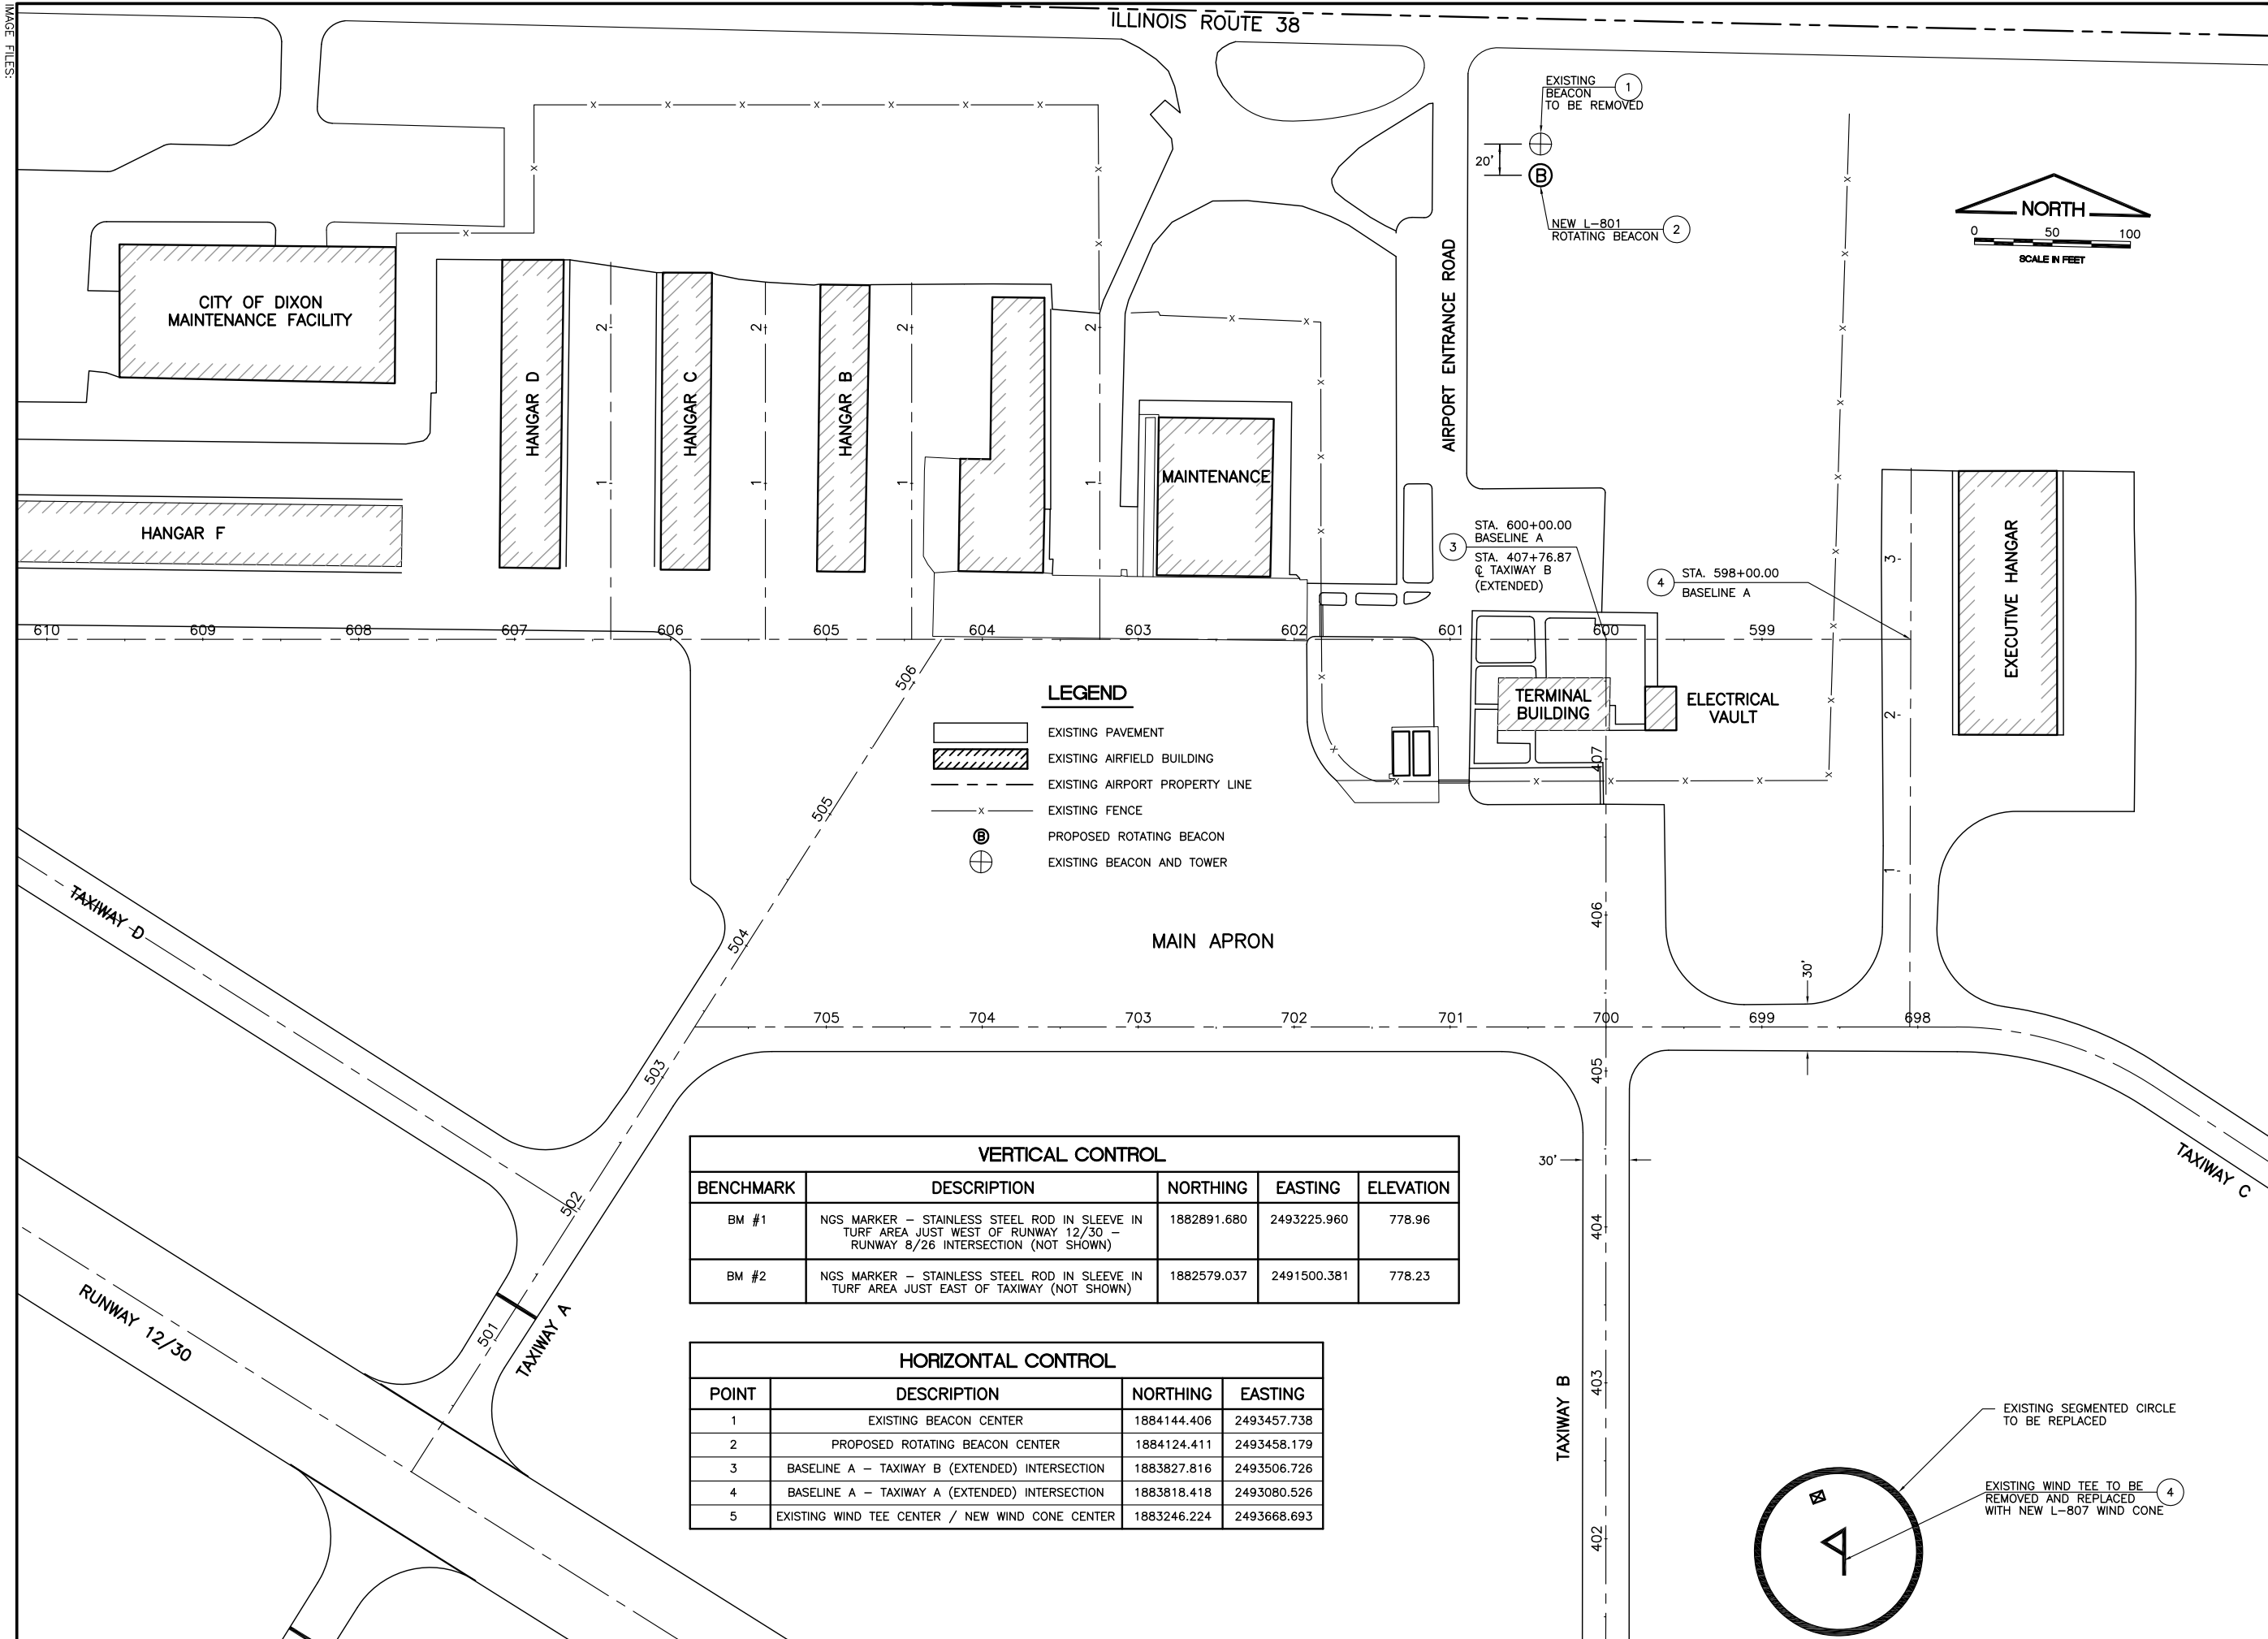 IMAGE FILES:
ILLINOIS ROUTE 38
EXISTING
BEACON
TO BE REMOVED
1
20'
B
NEW L-801
ROTATING BEACON
2
NORTH
0 50 100
SCALE IN FEET
AIRPORT ENTRANCE ROAD
CITY OF DIXON
MAINTENANCE FACILITY
HANGAR D
HANGAR C
HANGAR B
2 2 2 2
1 1 1 1
MAINTENANCE
HANGAR F
EXECUTIVE HANGAR
3
2
1
3
STA. 600+00.00
BASELINE A
STA. 407+76.87
℄ TAXIWAY B
(EXTENDED)
4
STA. 598+00.00
BASELINE A
610 609 608 607 606 605 604 603 602 601 600 599
TERMINAL
BUILDING
ELECTRICAL
VAULT
LEGEND
EXISTING PAVEMENT
EXISTING AIRFIELD BUILDING
EXISTING AIRPORT PROPERTY LINE
X EXISTING FENCE
B PROPOSED ROTATING BEACON
EXISTING BEACON AND TOWER
506
505
504
503
502
501
407
406
405
404
403
402
MAIN APRON
30'
705 704 703 702 701 700 699 698
30'
TAXIWAY D
RUNWAY 12/30
TAXIWAY A
TAXIWAY B
TAXIWAY C
VERTICAL CONTROL
BENCHMARK DESCRIPTION NORTHING EASTING ELEVATION
BM #1 NGS MARKER – STAINLESS STEEL ROD IN SLEEVE IN 1882891.680 2493225.960 778.96
TURF AREA JUST WEST OF RUNWAY 12/30 –
RUNWAY 8/26 INTERSECTION (NOT SHOWN)
BM #2 NGS MARKER – STAINLESS STEEL ROD IN SLEEVE IN 1882579.037 2491500.381 778.23
TURF AREA JUST EAST OF TAXIWAY (NOT SHOWN)
HORIZONTAL CONTROL
POINT DESCRIPTION NORTHING EASTING
1 EXISTING BEACON CENTER 1884144.406 2493457.738
2 PROPOSED ROTATING BEACON CENTER 1884124.411 2493458.179
3 BASELINE A – TAXIWAY B (EXTENDED) INTERSECTION 1883827.816 2493506.726
4 BASELINE A – TAXIWAY A (EXTENDED) INTERSECTION 1883818.418 2493080.526
5 EXISTING WIND TEE CENTER / NEW WIND CONE CENTER 1883246.224 2493668.693
EXISTING SEGMENTED CIRCLE
TO BE REPLACED
EXISTING WIND TEE TO BE
REMOVED AND REPLACED
WITH NEW L-807 WIND CONE
4